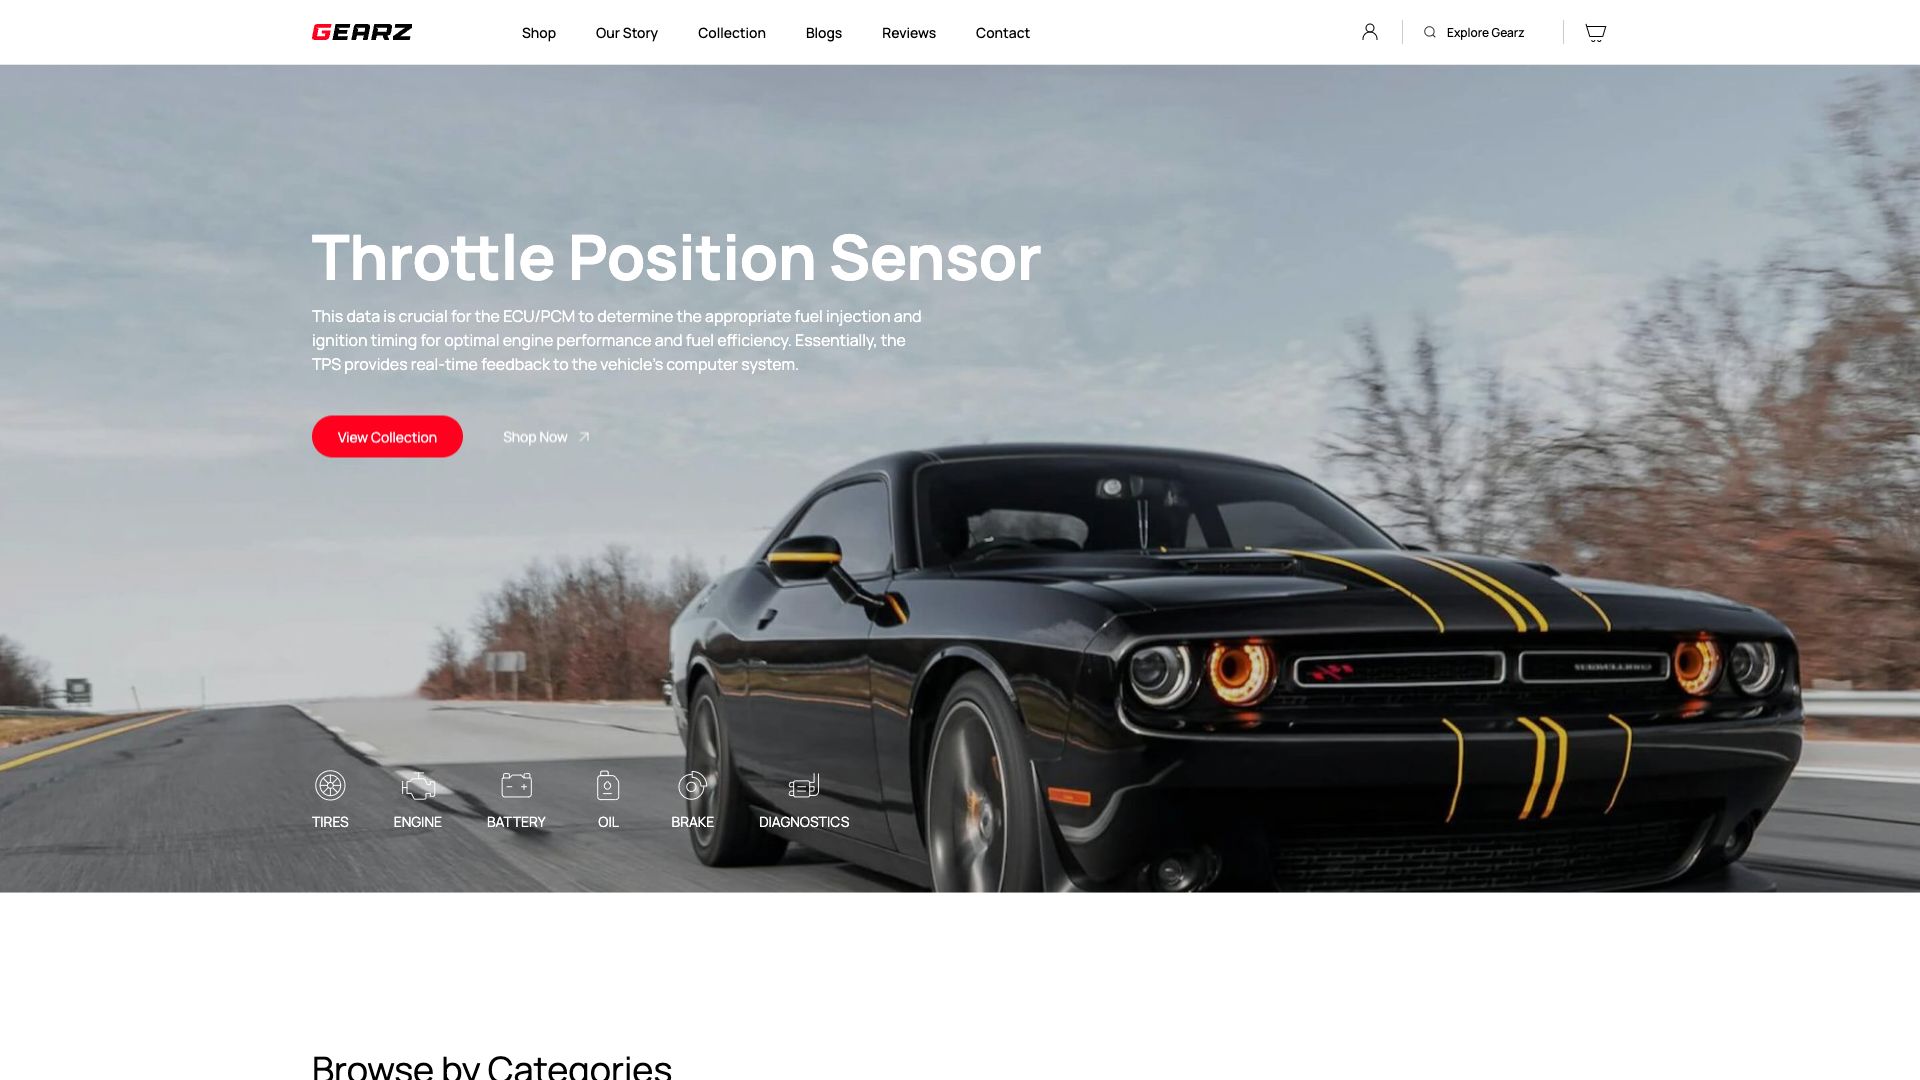 GEARZ
Shop
Our Story
Collection
Blogs
Reviews
Contact
Explore Gearz
Throttle Position Sensor
This data is crucial for the ECU/PCM to determine the appropriate fuel injection and
ignition timing for optimal engine performance and fuel efficiency. Essentially, the
TPS provides real-time feedback to the vehicle's computer system.
View Collection
Shop Now
TIRES
ENGINE
BATTERY
OIL
BRAKE
DIAGNOSTICS
Browse by Categories